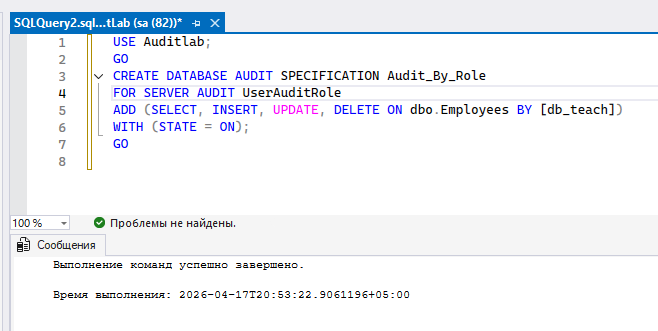 SQLQuery2.sql...tLab (sa (82))*
1 USE Auditlab;
2 GO
3 CREATE DATABASE AUDIT SPECIFICATION Audit_By_Role
4 FOR SERVER AUDIT UserAuditRole
5 ADD (SELECT, INSERT, UPDATE, DELETE ON dbo.Employees BY [db_teach])
6 WITH (STATE = ON);
7 GO
8
100 % Проблемы не найдены.
Сообщения
Выполнение команд успешно завершено.
Время выполнения: 2026-04-17T20:53:22.9061196+05:00